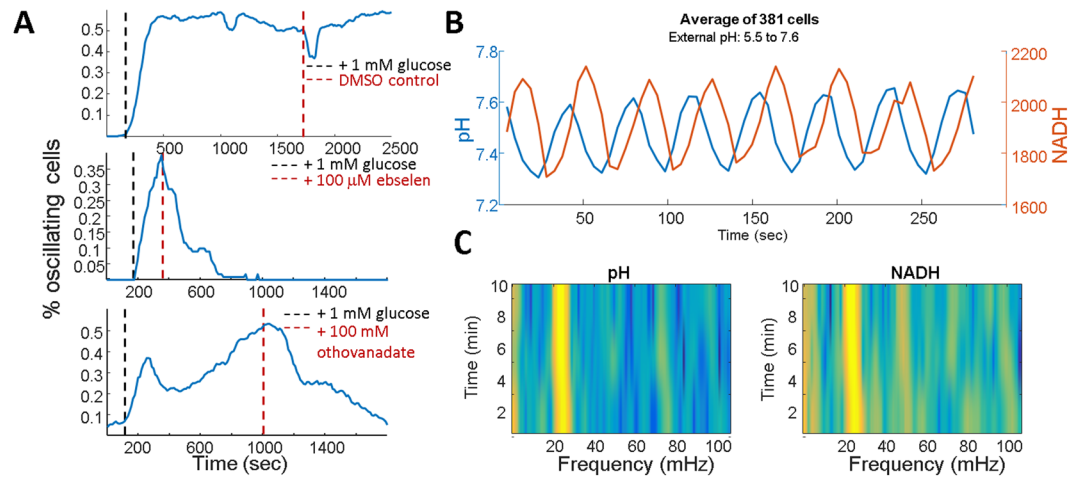 A
% oscillating cells
0.5
0.4
0.3
0.2
0.1
+ 1 mM glucose
DMSO control
500
1000
1500
2000
2500
0.35
0.3
0.25
0.2
0.15
0.1
0.05
+ 1 mM glucose
+ 100 μM ebselen
200
600
1000
1400
0.5
0.4
0.3
0.2
0.1
+ 1 mM glucose
+ 100 mM
othovanadate
200
600
1000
1400
Time (sec)
B
Average of 381 cells
External pH: 5.5 to 7.6
pH
7.8
7.6
7.4
7.2
2200
2000
1800
1600
NADH
50
100
150
200
250
Time (sec)
C
pH
Time (min)
10
8
6
4
2
20
40
60
80
100
Frequency (mHz)
NADH
Time (min)
10
8
6
4
2
20
40
60
80
100
Frequency (mHz)